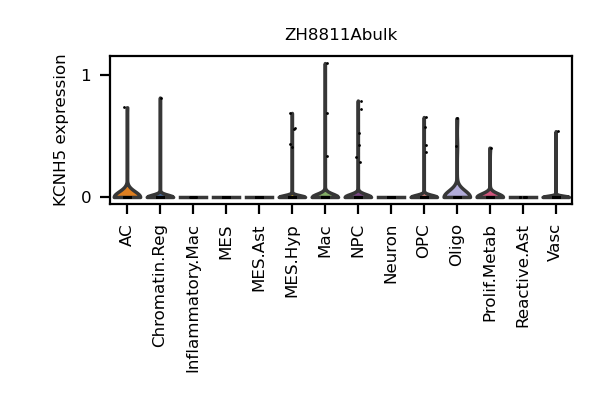 ZH8811Abulk
KCNH5 expression
1
0
AC
Chromatin.Reg
Inflammatory.Mac
MES
MES.Ast
MES.Hyp
Mac
NPC
Neuron
OPC
Oligo
Prolif.Metab
Reactive.Ast
Vasc